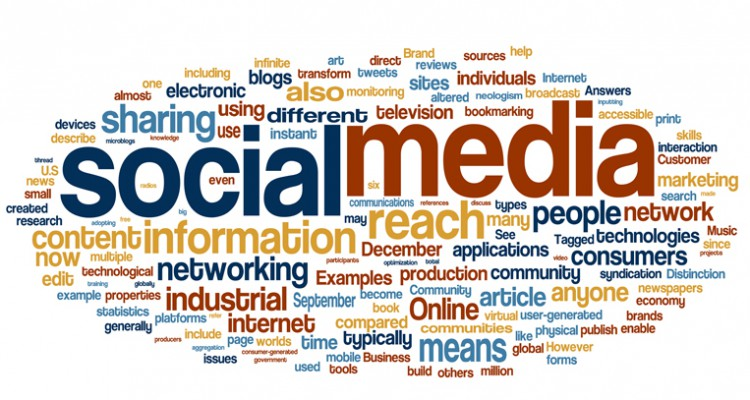 art direct Brand sources help
infinite reviews
including blogs transform tweets sites individuals Internet
one electronic also monitoring altered neologism broadcast Answers
almost
sharing using different television bookmarking accessible print
devices
describe microblogs knowledge use instant skills
social media
interaction
Customer
thread
U.S
news
radios even six
marketing
small communications references discuss types search made
created big may reach many people network
research adopting free
content information See Tagged technologies Music
since
December applications consumers
now multiple networking participants optimization total video projects
edit technological Examples production community syndication Distinction
training globally
example properties industrial September become Community article anyone newspapers
economy
statistics platforms refer book Online virtual user-generated brands
generally internet compared communities like physical publish enable
producers include page worlds time typically means global However
aggregation
issues consumer-generated mobile Business forms
government
used tools build others million